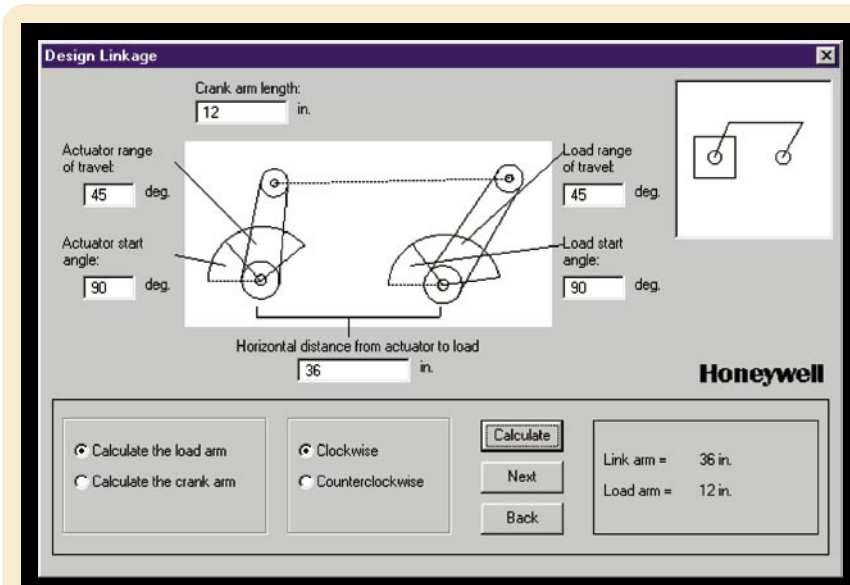 Design Linkage
Crank arm length:
12 in.
Actuator range
of travel:
45 deg.
Load range
of travel:
45 deg.
Actuator start
angle:
90 deg.
Load start
angle:
90 deg.
Horizontal distance from actuator to load
36 in.
Honeywell
Calculate the load arm
Calculate the crank arm
Clockwise
Counterclockwise
Calculate
Next
Back
Link arm = 36 in.
Load arm = 12 in.